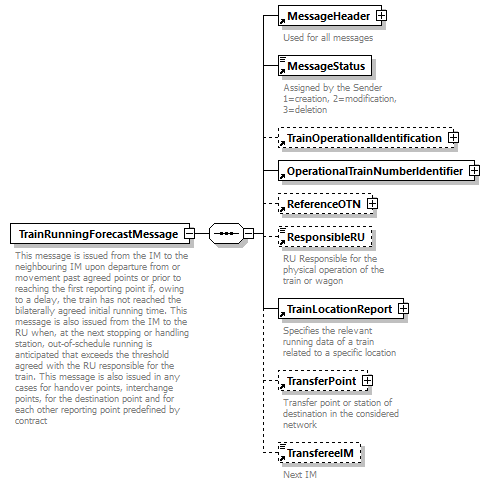 MessageHeader
Used for all messages
MessageStatus
Assigned by the Sender
1=creation, 2=modification,
3=deletion
TrainOperationalIdentification
OperationalTrainNumberIdentifier
ReferenceOTN
TrainRunningForecastMessage
This message is issued from the IM to the
neighbouring IM upon departure from or
movement past agreed points or prior to
reaching the first reporting point if, owing
to a delay, the train has not reached the
bilaterally agreed initial running time. This
message is also issued from the IM to the
RU when, at the next stopping or handling
station, out-of-schedule running is
anticipated that exceeds the threshold
agreed with the RU responsible for the
train. This message is also issued in any
cases for handover points, interchange
points, for the destination point and for
each other reporting point predefined by
contract
ResponsibleRU
RU Responsible for the
physical operation of the
train or wagon
TrainLocationReport
Specifies the relevant
running data of a train
related to a specific location
TransferPoint
Transfer point or station of
destination in the considered
network
TransfereeIM
Next IM